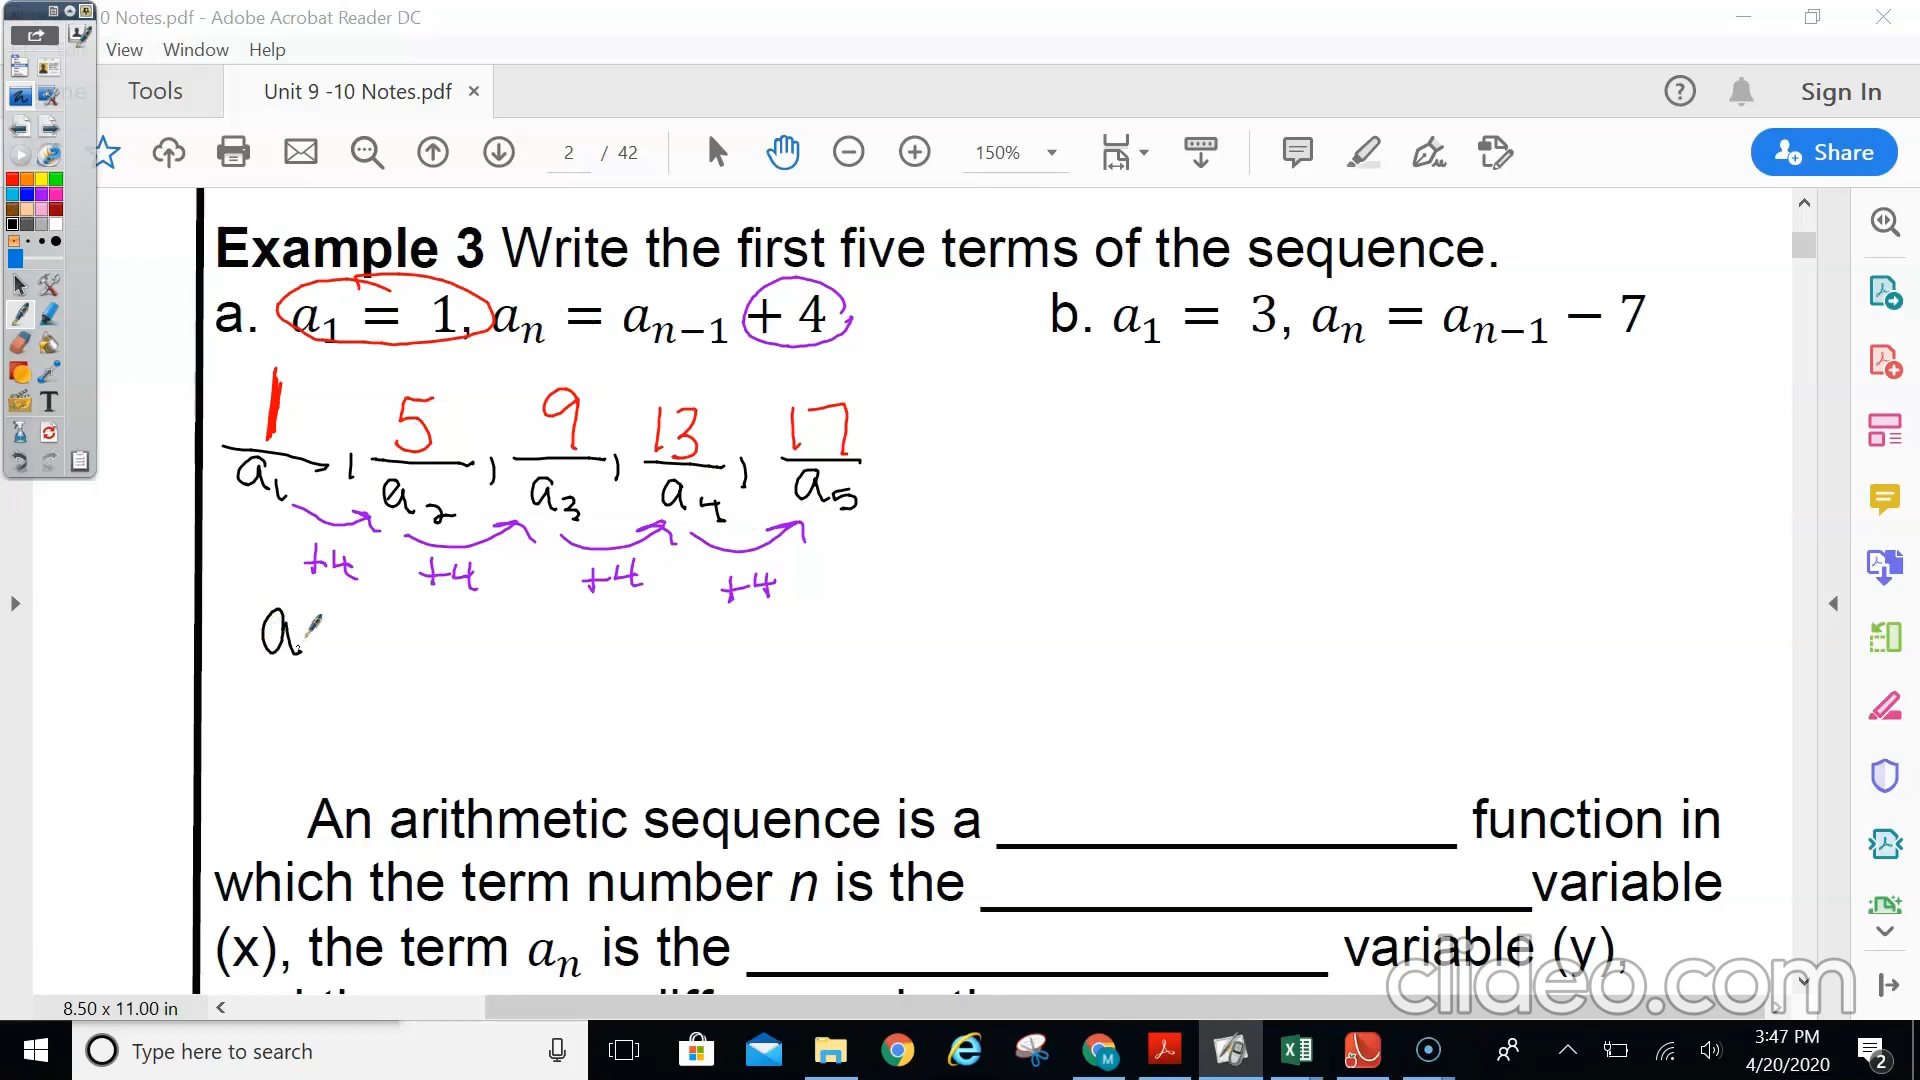 0 Notes.pdf - Adobe Acrobat Reader DC
View Window Help
Tools Unit 9 -10 Notes.pdf × Sign In
2 / 42 150% Share
Example 3 Write the first five terms of the sequence.
a. a₁ = 1, aₙ = aₙ₋₁ + 4 b. a₁ = 3, aₙ = aₙ₋₁ − 7
1 5 9 13 17
a₁ , a₂ , a₃ , a₄ , a₅
+4 +4 +4 +4
a
An arithmetic sequence is a ______ function in
which the term number n is the ______ variable
(x), the term aₙ is the ______ variable (y),
8.50 x 11.00 in
clideo.com
Type here to search
3:47 PM
4/20/2020
2